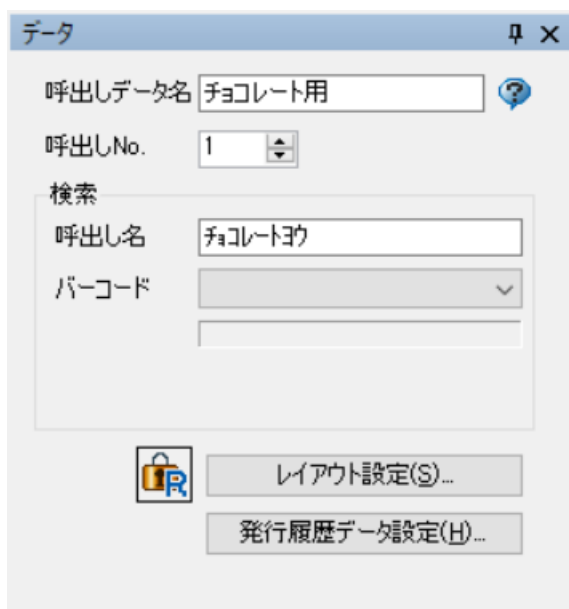 データ
呼出しデータ名 チョコレート用
呼出しNo. 1
検索
呼出し名 ﾁｮｺﾚｰﾄﾖｳ
バーコード
R
レイアウト設定(S)...
発行履歴データ設定(H)...